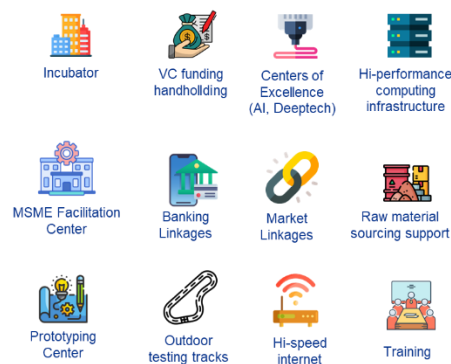 Incubator
VC funding
handhollding
Centers of
Excellence
(AI, Deeptech)
Hi-performance
computing
infrastructure
MSME Facilitation
Center
Banking
Linkages
Market
Linkages
Raw material
sourcing support
Prototyping
Center
Outdoor
testing tracks
Hi-speed
internet
Training